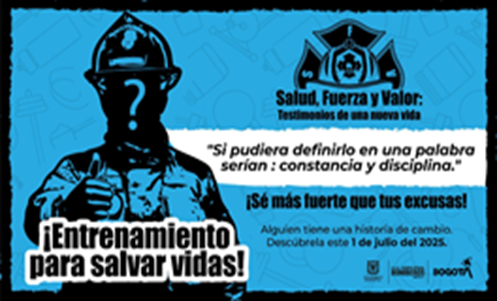 ?
Salud, Fuerza y Valor:
Testimonios de una nueva vida
"Si pudiera definirlo en una palabra
serían : constancia y disciplina."
¡Sé más fuerte que tus excusas!
Alguien tiene una historia de cambio.
Descúbrela este 1 de julio del 2025.
¡Entrenamiento
para salvar vidas!
BOMBEROS
BOGOTÁ